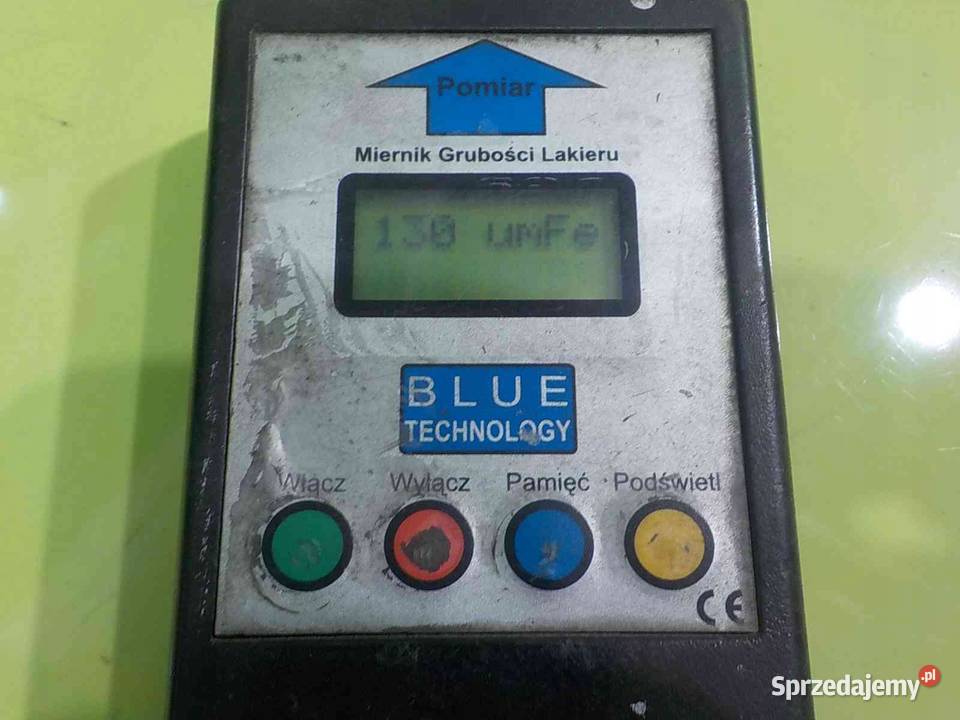 Pomiar
Miernik Grubości Lakieru
130 umFe
BLUE
TECHNOLOGY
Włącz Wyłącz Pamięć Podświetl
CE
Sprzedajemy.pl